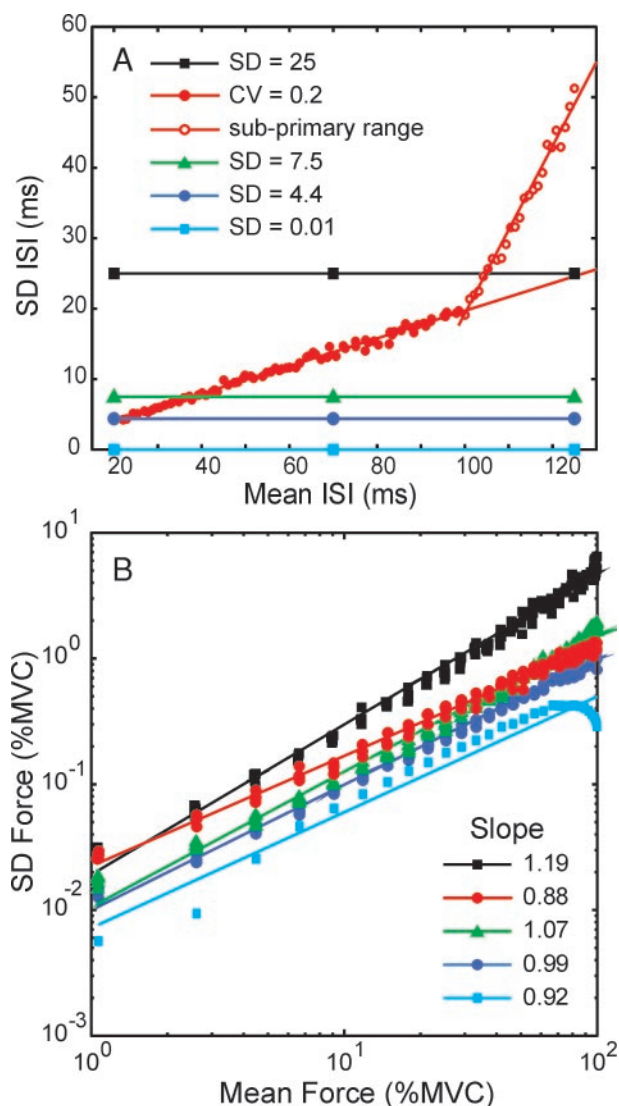 A
SD = 25
CV = 0.2
sub-primary range
SD = 7.5
SD = 4.4
SD = 0.01
60
50
40
30
20
10
0
SD ISI (ms)
20 40 60 80 100 120
Mean ISI (ms)
B
10^1
10^0
10^-1
10^-2
10^-3
SD Force (%MVC)
Slope
1.19
0.88
1.07
0.99
0.92
10^0 10^1 10^2
Mean Force (%MVC)